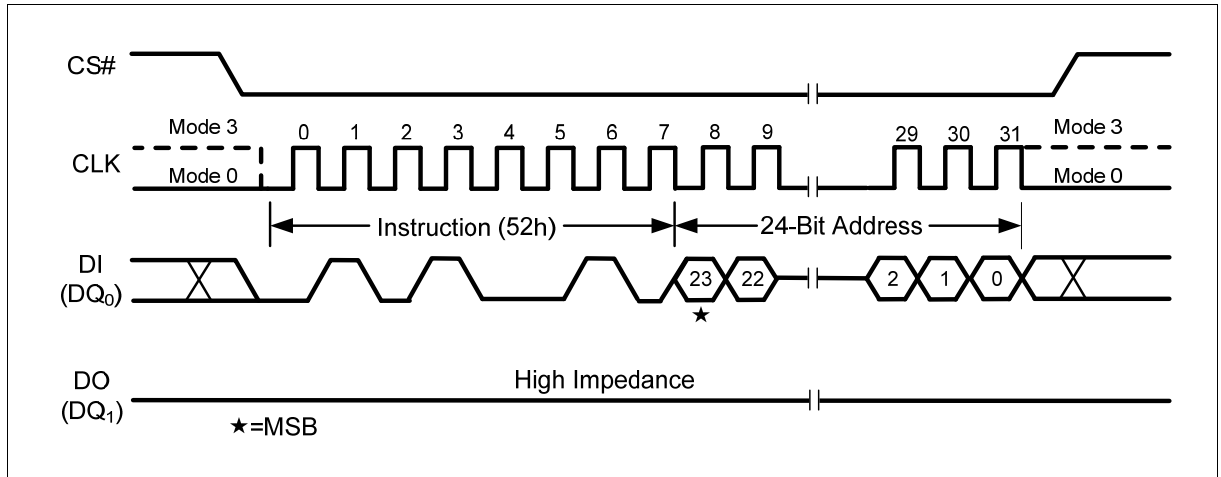 CS#
Mode 3 0 1 2 3 4 5 6 7 8 9 29 30 31 Mode 3
CLK
Mode 0 Mode 0
Instruction (52h) 24-Bit Address
DI
(DQ0)
23 22 2 1 0
★
DO
(DQ1)
High Impedance
★=MSB